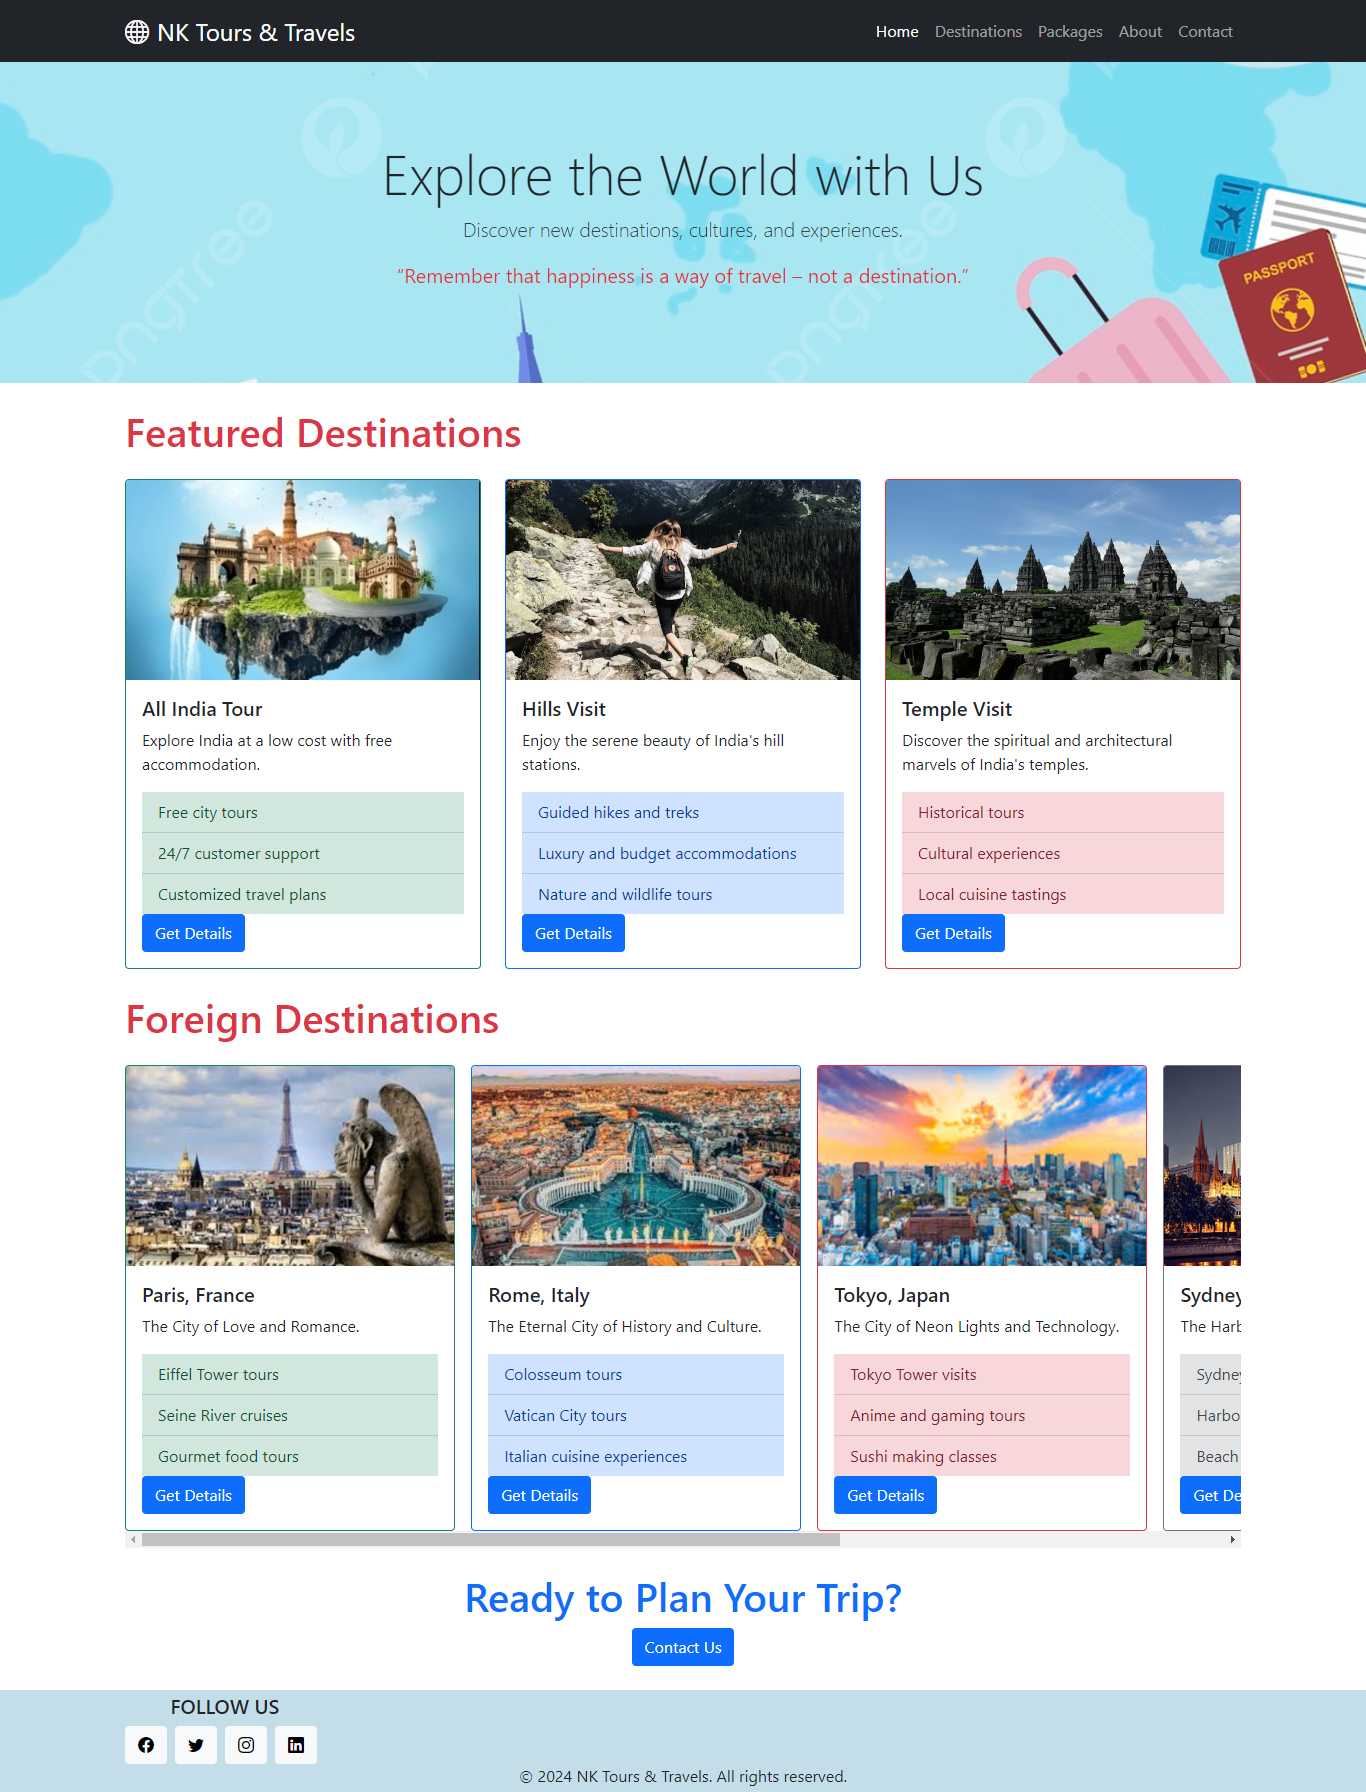 NK Tours & Travels
Home Destinations Packages About Contact
Explore the World with Us
Discover new destinations, cultures, and experiences.
“Remember that happiness is a way of travel – not a destination.”
PASSPORT
Dngtree
Dngtree
Featured Destinations
All India Tour
Explore India at a low cost with free
accommodation.
Free city tours
24/7 customer support
Customized travel plans
Get Details
Hills Visit
Enjoy the serene beauty of India's hill
stations.
Guided hikes and treks
Luxury and budget accommodations
Nature and wildlife tours
Get Details
Temple Visit
Discover the spiritual and architectural
marvels of India's temples.
Historical tours
Cultural experiences
Local cuisine tastings
Get Details
Foreign Destinations
Paris, France
The City of Love and Romance.
Eiffel Tower tours
Seine River cruises
Gourmet food tours
Get Details
Rome, Italy
The Eternal City of History and Culture.
Colosseum tours
Vatican City tours
Italian cuisine experiences
Get Details
Tokyo, Japan
The City of Neon Lights and Technology.
Tokyo Tower visits
Anime and gaming tours
Sushi making classes
Get Details
Sydney
The Harb
Sydney
Harbo
Beach
Get De
Ready to Plan Your Trip?
Contact Us
FOLLOW US
© 2024 NK Tours & Travels. All rights reserved.